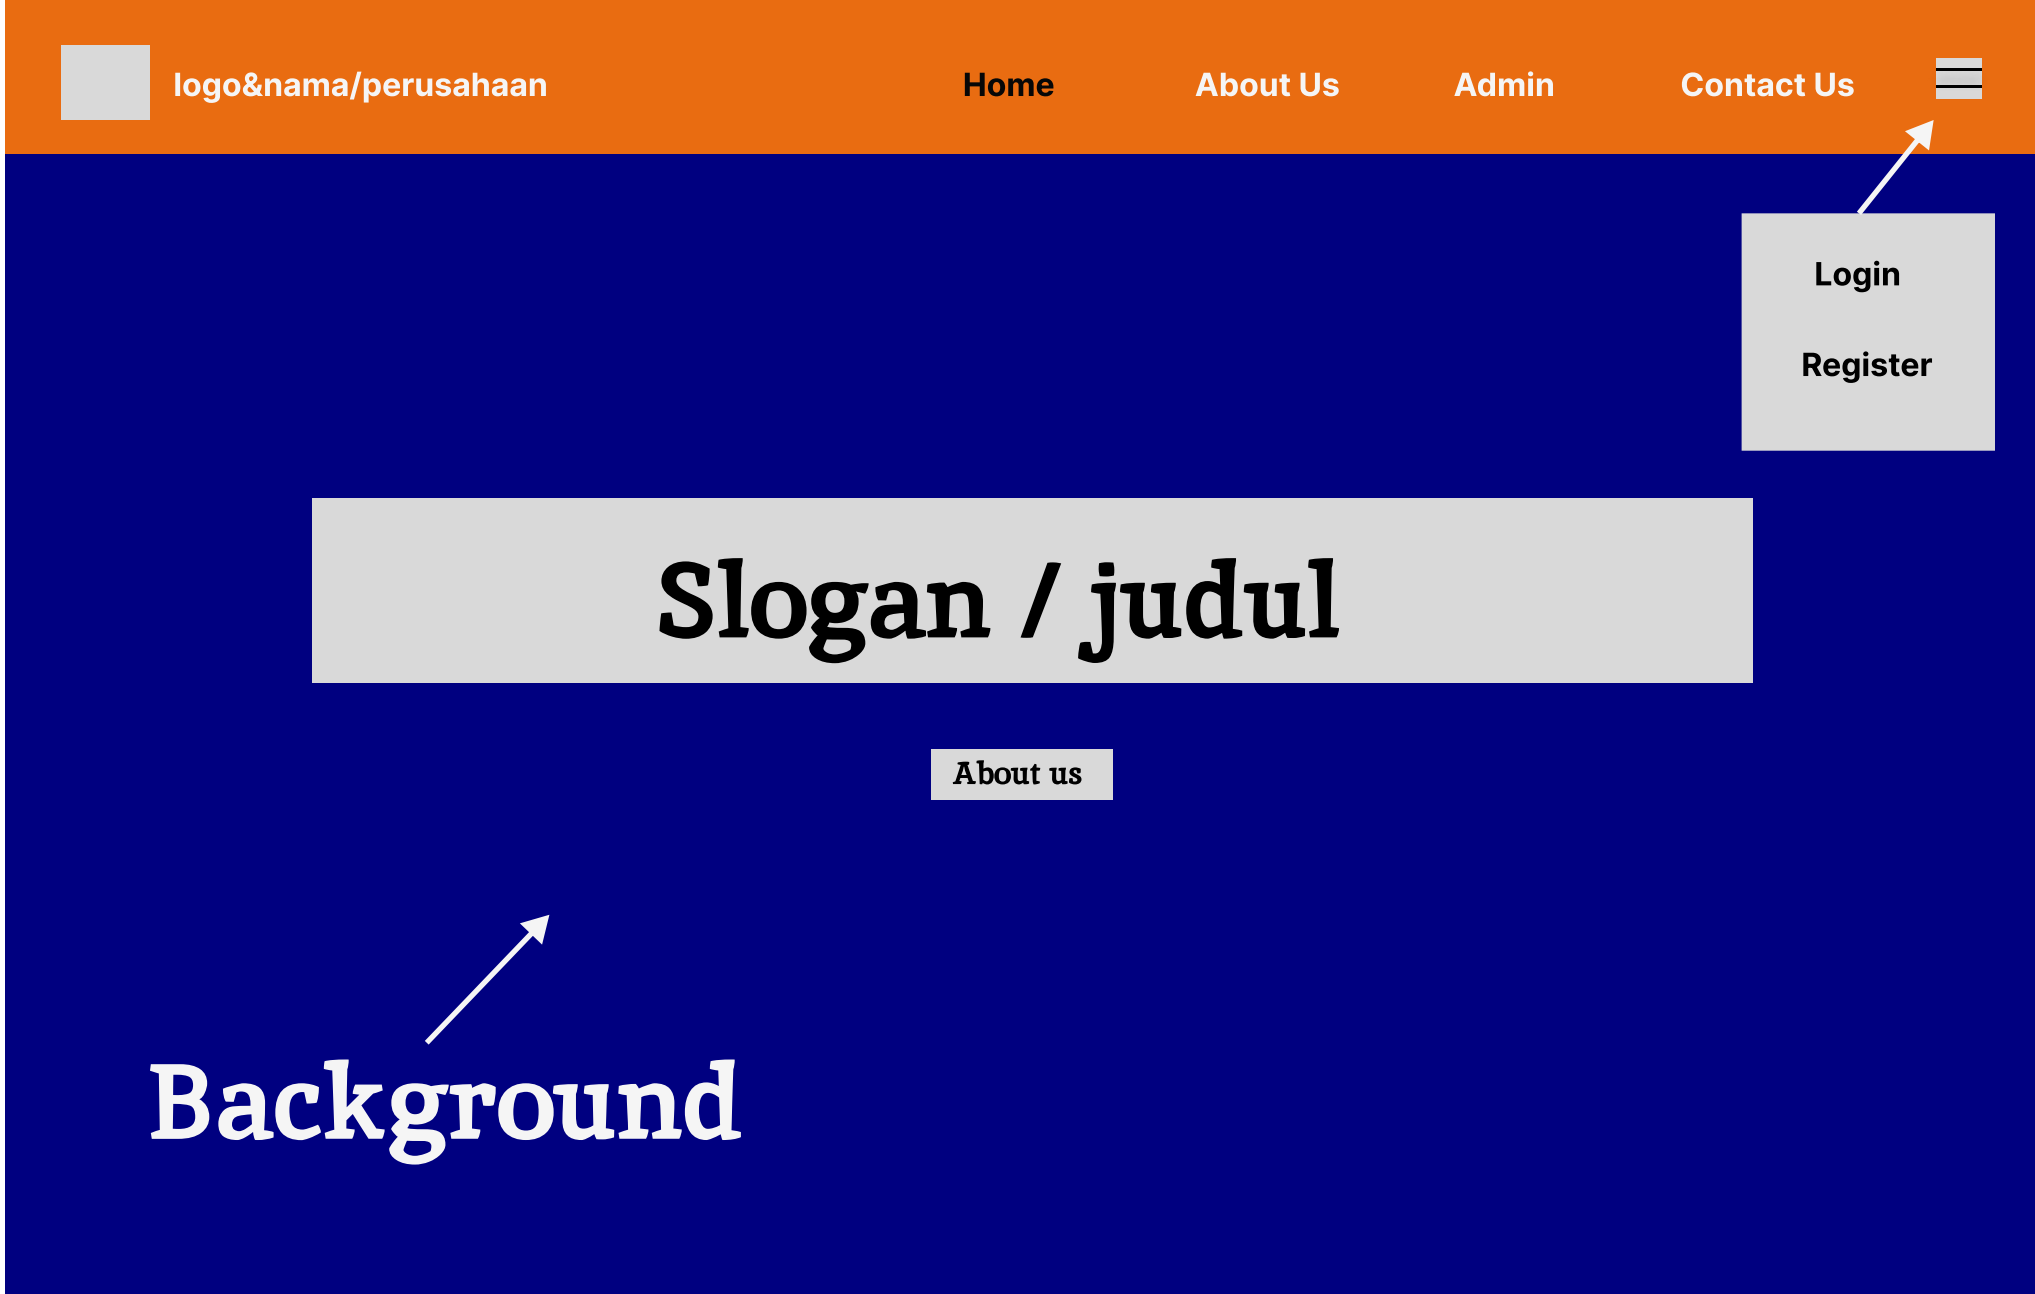 logo&nama/perusahaan
Home
About Us
Admin
Contact Us
Login
Register
Slogan / judul
About us
Background